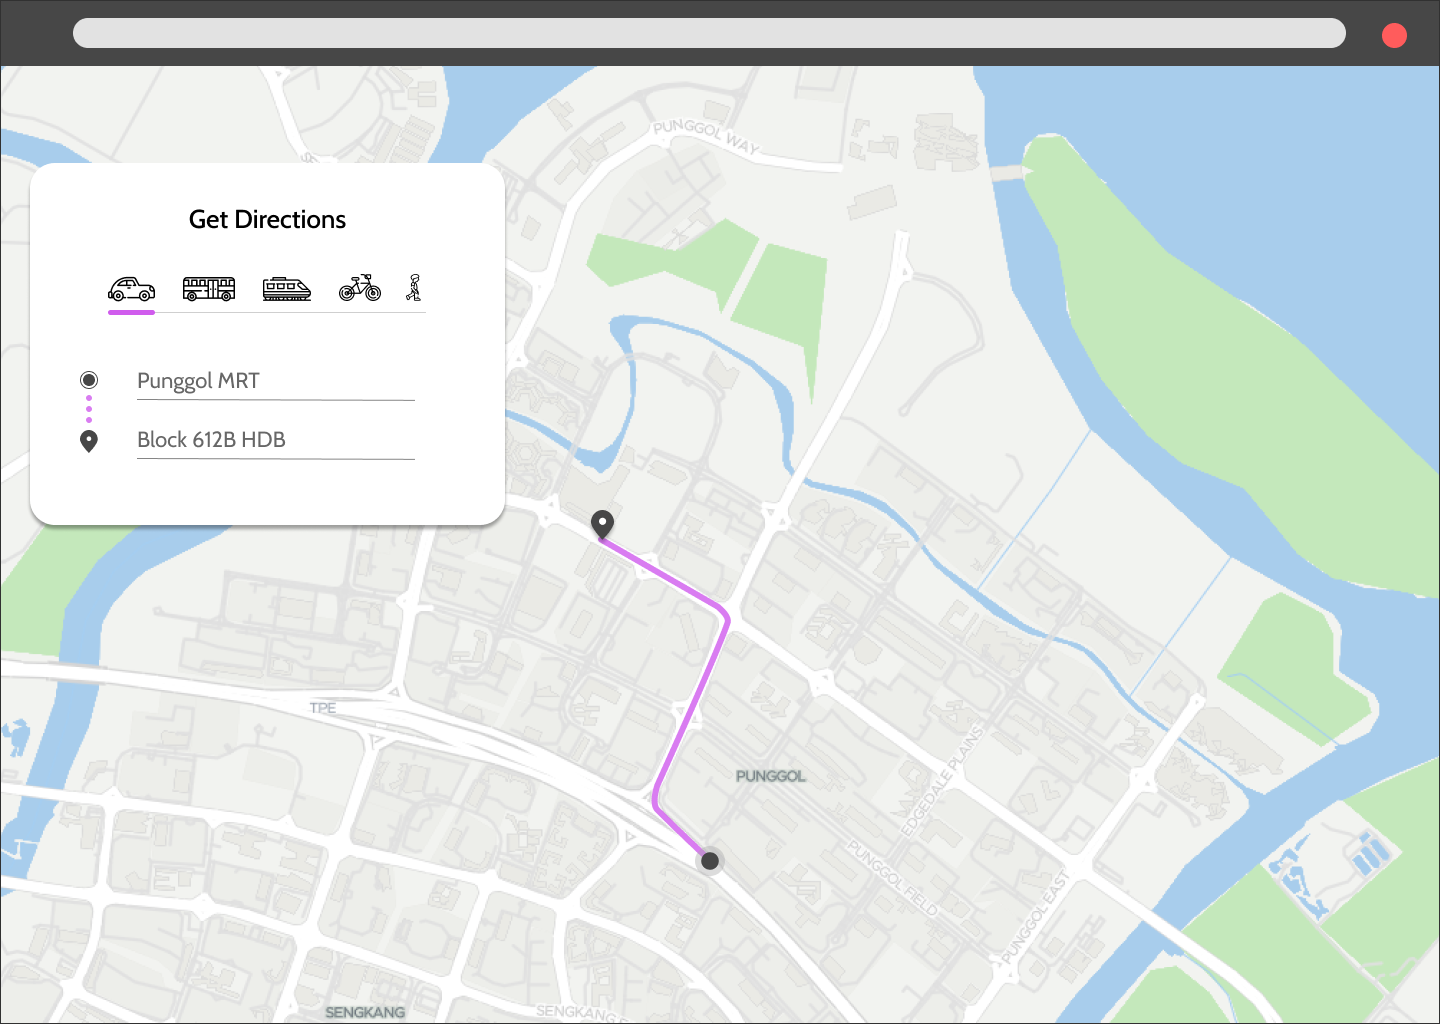 PUNGGOL WAY
Get Directions
Punggol MRT
Block 612B HDB
TPE
PUNGGOL
EDGEDALE PLAINS
PUNGGOL FIELD
PUNGGOL EAST
SENGKANG
SENGKANG